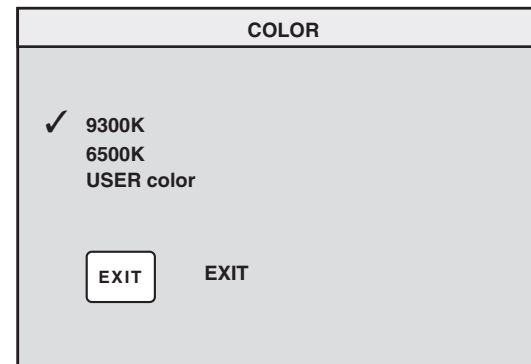 COLOR
✓ 9300K
6500K
USER color
EXIT EXIT